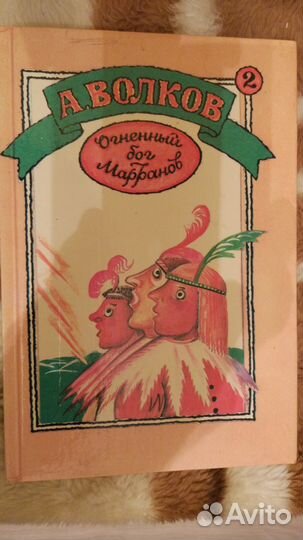 А.ВОЛКОВ
2
Огненный
бог
Марранов
Avito